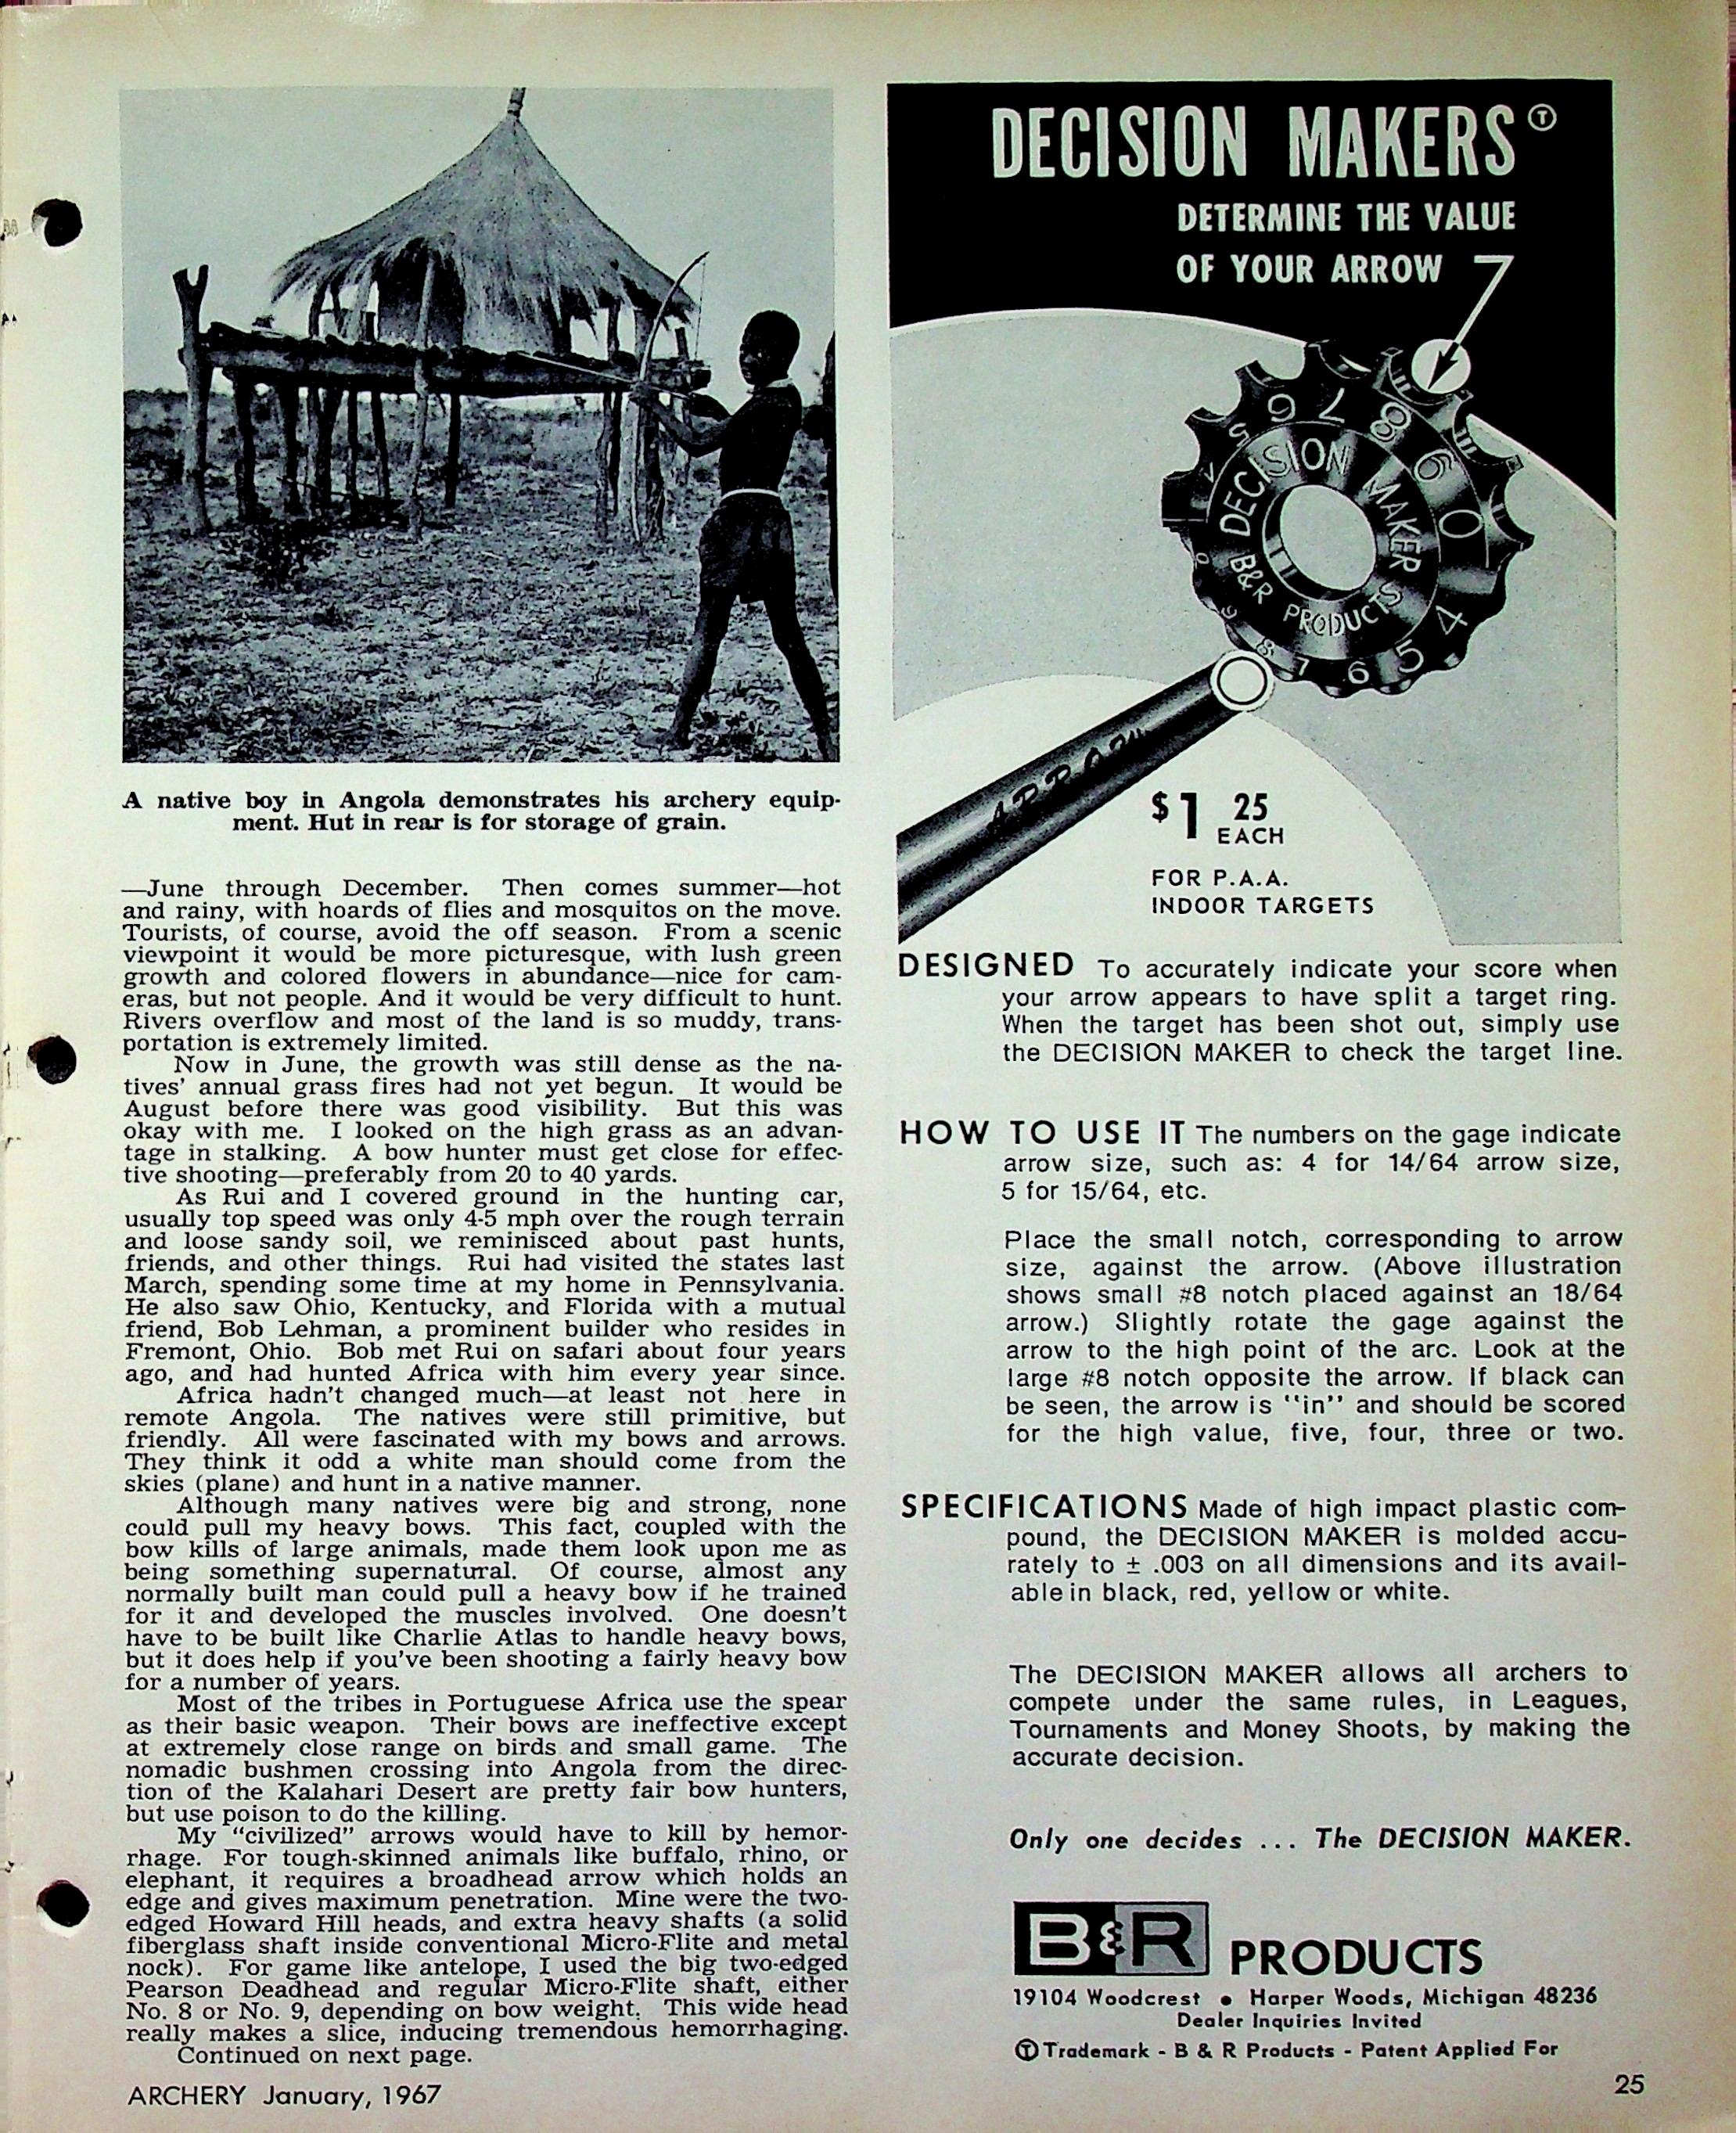 A native boy in Angola demonstrates his archery equip-
ment. Hut in rear is for storage of grain.
—June through December. Then comes summer—hot
and rainy, with hoards of flies and mosquitos on the move.
Tourists, of course, avoid the off season. From a scenic
viewpoint it would be more picturesque, with lush green
growth and colored flowers in abundance—nice for cam-
eras, but not people. And it would be very difficult to hunt.
Rivers overflow and most of the land is so muddy, trans-
portation is extremely limited.
Now in June, the growth was still dense as the na-
tives' annual grass fires had not yet begun. It would be
August before there was good visibility. But this was
okay with me. I looked on the high grass as an advan-
tage in stalking. A bow hunter must get close for effec-
tive shooting—preferably from 20 to 40 yards.
As Rui and I covered ground in the hunting car,
usually top speed was only 4-5 mph over the rough terrain
and loose sandy soil, we reminisced about past hunts,
friends, and other things. Rui had visited the states last
March, spending some time at my home in Pennsylvania.
He also saw Ohio, Kentucky, and Florida with a mutual
friend, Bob Lehman, a prominent builder who resides in
Fremont, Ohio. Bob met Rui on safari about four years
ago, and had hunted Africa with him every year since.
Africa hadn't changed much—at least not here in
remote Angola. The natives were still primitive, but
friendly. All were fascinated with my bows and arrows.
They think it odd a white man should come from the
skies (plane) and hunt in a native manner.
Although many natives were big and strong, none
could pull my heavy bows. This fact, coupled with the
bow kills of large animals, made them look upon me as
being something supernatural. Of course, almost any
normally built man could pull a heavy bow if he trained
for it and developed the muscles involved. One doesn't
have to be built like Charlie Atlas to handle heavy bows,
but it does help if you've been shooting a fairly heavy bow
for a number of years.
Most of the tribes in Portuguese Africa use the spear
as their basic weapon. Their bows are ineffective except
at extremely close range on birds and small game. The
nomadic bushmen crossing into Angola from the direc-
tion of the Kalahari Desert are pretty fair bow hunters,
but use poison to do the killing.
My "civilized" arrows would have to kill by hemor-
rhage. For tough-skinned animals like buffalo, rhino, or
elephant, it requires a broadhead arrow which holds an
edge and gives maximum penetration. Mine were the two-
edged Howard Hill heads, and extra heavy shafts (a solid
fiberglass shaft inside conventional Micro-Flite and metal
nock). For game like antelope, I used the big two-edged
Pearson Deadhead and regular Micro-Flite shaft, either
No. 8 or No. 9, depending on bow weight. This wide head
really makes a slice, inducing tremendous hemorrhaging.
Continued on next page.
ARCHERY January, 1967
DECISION MAKERS Ⓣ
DETERMINE THE VALUE
OF YOUR ARROW
6 7 8 9 0
5
4 5 6 7 8 9 0
DECISION MAKER
B&R PRODUCTS
ARROW
$1 25
EACH
FOR P.A.A.
INDOOR TARGETS
DESIGNED To accurately indicate your score when
your arrow appears to have split a target ring.
When the target has been shot out, simply use
the DECISION MAKER to check the target line.
HOW TO USE IT The numbers on the gage indicate
arrow size, such as: 4 for 14/64 arrow size,
5 for 15/64, etc.
Place the small notch, corresponding to arrow
size, against the arrow. (Above illustration
shows small #8 notch placed against an 18/64
arrow.) Slightly rotate the gage against the
arrow to the high point of the arc. Look at the
large #8 notch opposite the arrow. If black can
be seen, the arrow is "in" and should be scored
for the high value, five, four, three or two.
SPECIFICATIONS Made of high impact plastic com-
pound, the DECISION MAKER is molded accu-
rately to ± .003 on all dimensions and its avail-
able in black, red, yellow or white.
The DECISION MAKER allows all archers to
compete under the same rules, in Leagues,
Tournaments and Money Shoots, by making the
accurate decision.
Only one decides ... The DECISION MAKER.
B&R PRODUCTS
19104 Woodcrest • Harper Woods, Michigan 48236
Dealer Inquiries Invited
Ⓣ Trademark - B & R Products - Patent Applied For
25